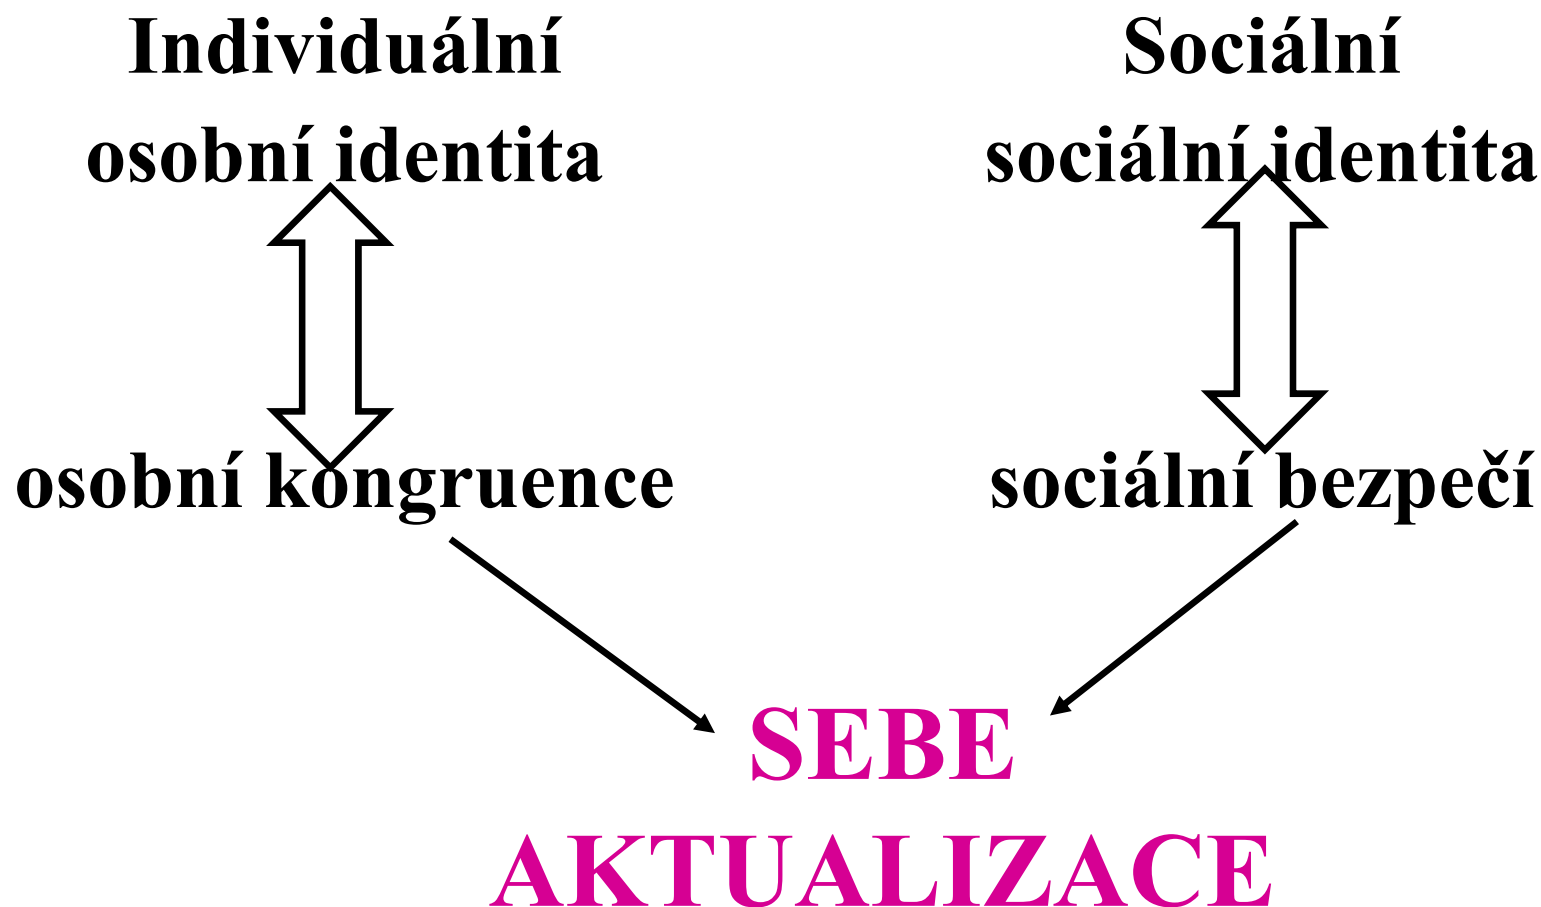 Individuální
osobní identita
osobní kongruence
Sociální
sociální identita
sociální bezpečí
SEBE
AKTUALIZACE